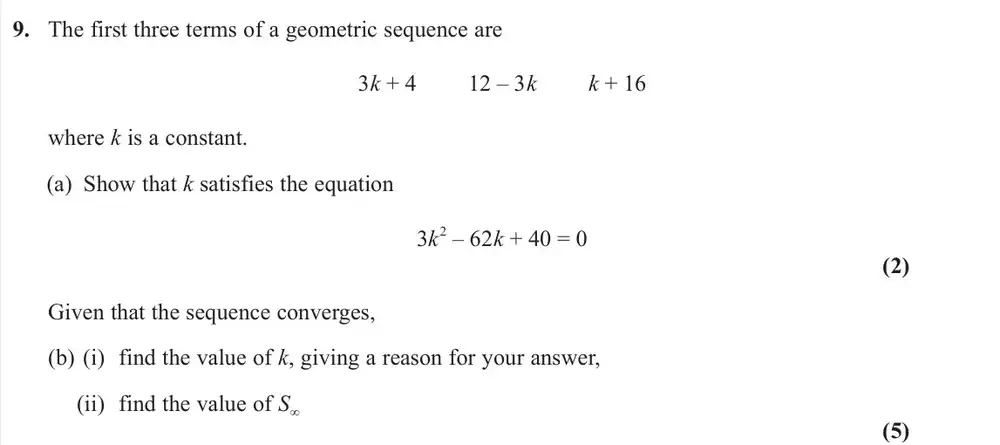 9. The first three terms of a geometric sequence are
3k + 4 12 – 3k k + 16
where k is a constant.
(a) Show that k satisfies the equation
3k² – 62k + 40 = 0
(2)
Given that the sequence converges,
(b) (i) find the value of k, giving a reason for your answer,
(ii) find the value of S∞
(5)